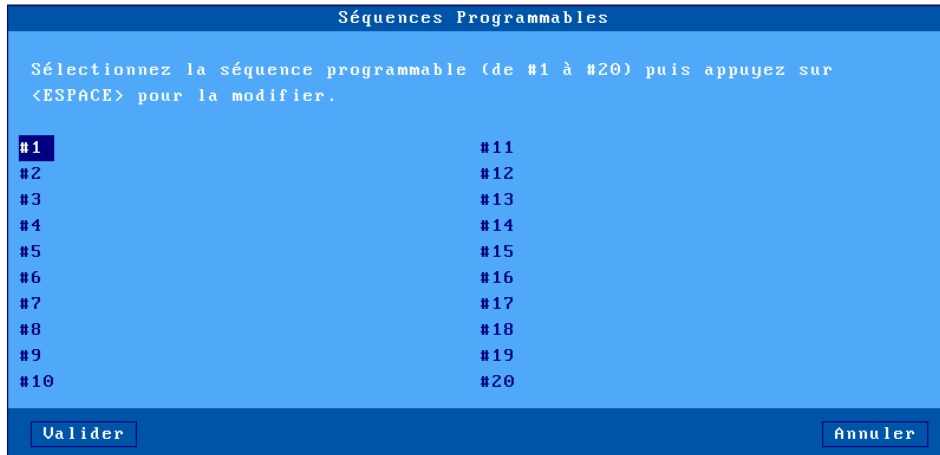 Séquences Programmables
Sélectionnez la séquence programmable (de #1 à #20) puis appuyez sur
<ESPACE> pour la modifier.
#1 #11
#2 #12
#3 #13
#4 #14
#5 #15
#6 #16
#7 #17
#8 #18
#9 #19
#10 #20
Valider Annuler